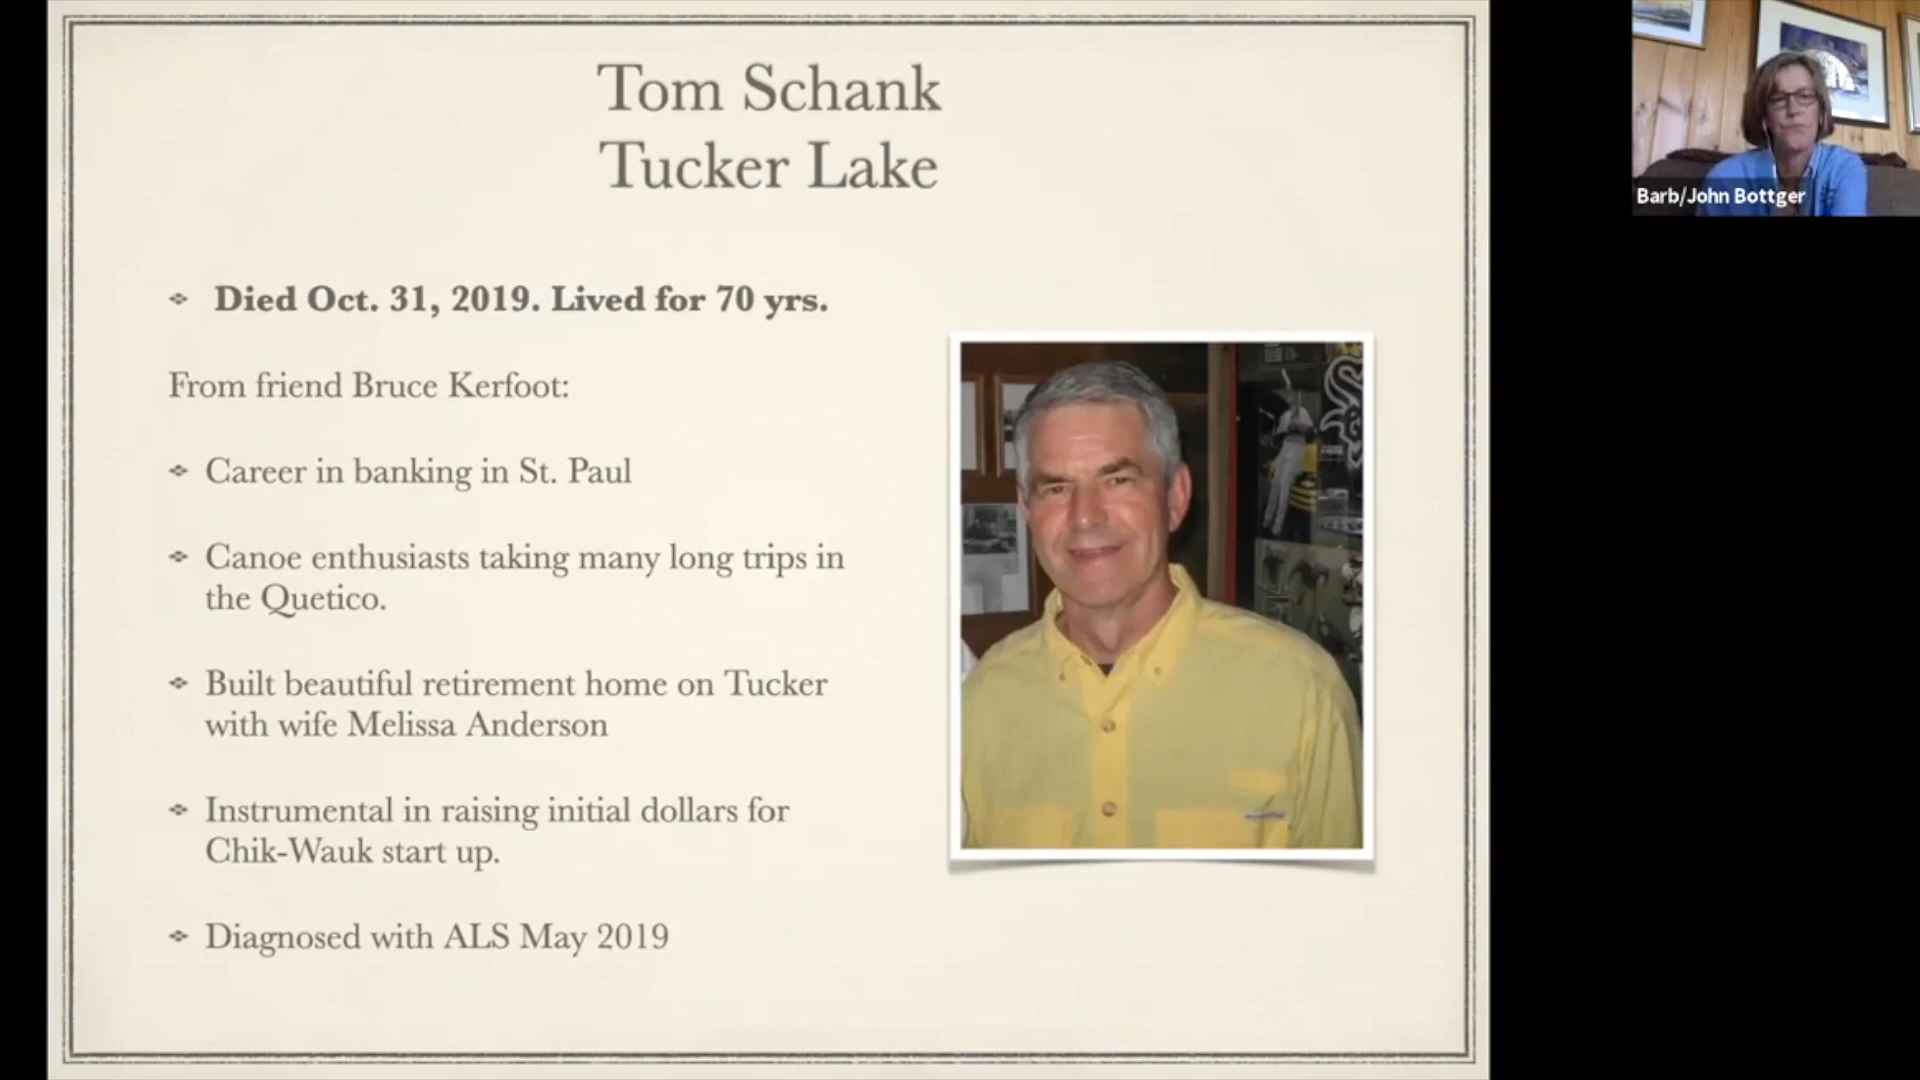 Tom Schank
Tucker Lake
Died Oct. 31, 2019. Lived for 70 yrs.
From friend Bruce Kerfoot:
Career in banking in St. Paul
Canoe enthusiasts taking many long trips in
the Quetico.
Built beautiful retirement home on Tucker
with wife Melissa Anderson
Instrumental in raising initial dollars for
Chik-Wauk start up.
Diagnosed with ALS May 2019
Barb/John Bottger